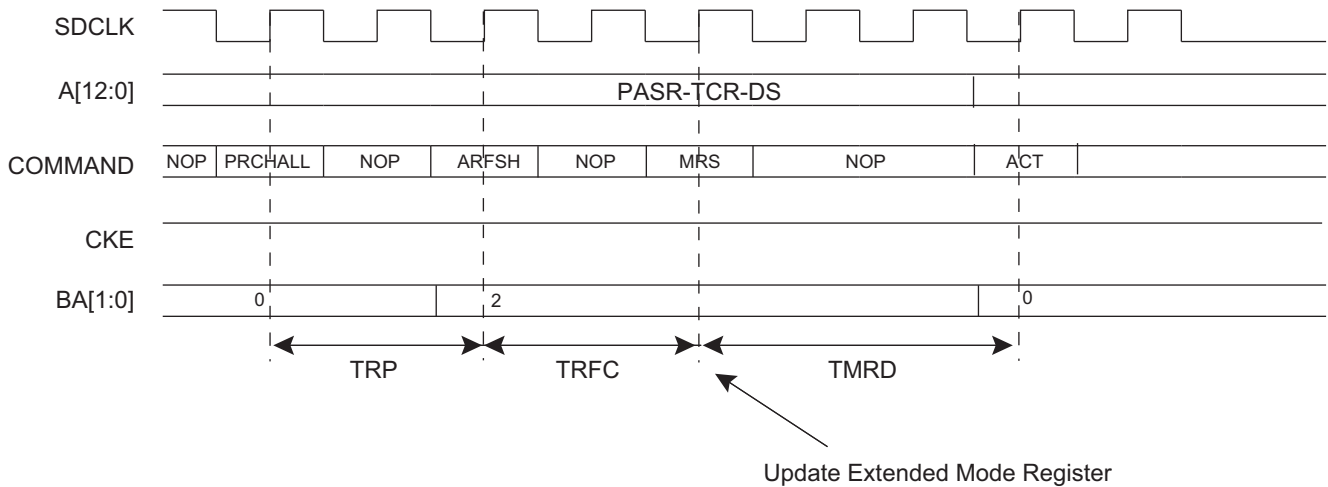 SDCLK
A[12:0] PASR-TCR-DS
COMMAND NOP PRCHALL NOP ARFSH NOP MRS NOP ACT
CKE
BA[1:0] 0 2 0
TRP TRFC TMRD
Update Extended Mode Register